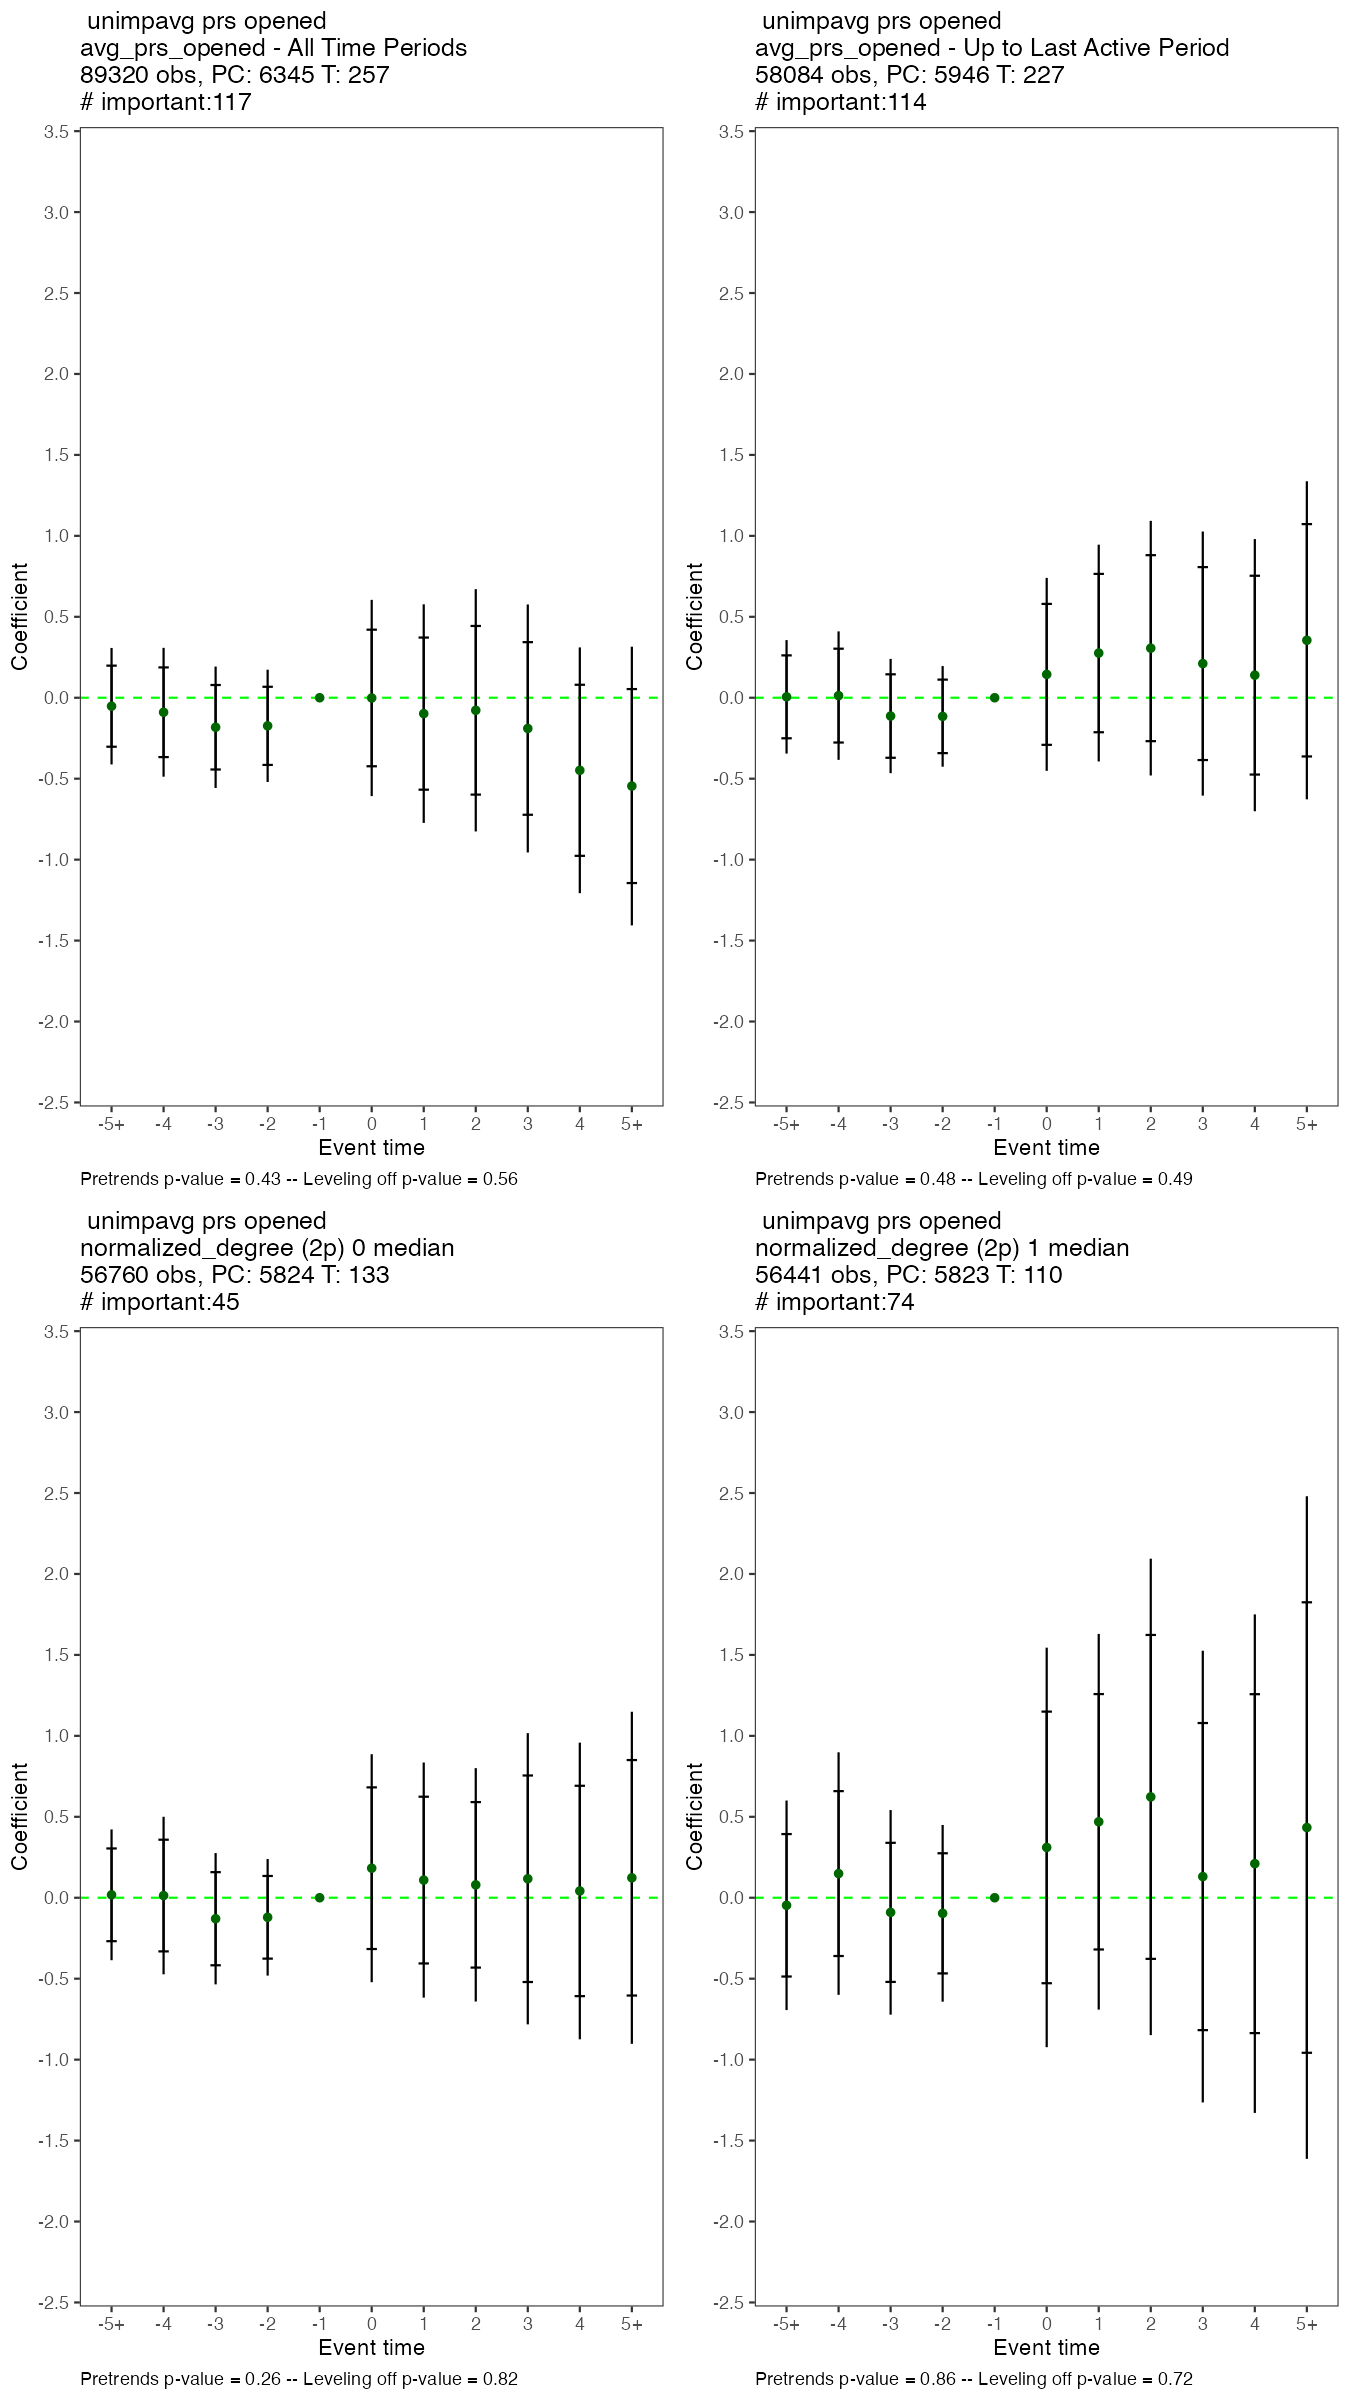 unimpavg prs opened
avg_prs_opened - All Time Periods
89320 obs, PC: 6345 T: 257
# important:117
3.5
3.0
2.5
2.0
1.5
1.0
0.5
0.0
-0.5
-1.0
-1.5
-2.0
-2.5
Coefficient
-5+ -4 -3 -2 -1 0 1 2 3 4 5+
Event time
Pretrends p-value = 0.43 -- Leveling off p-value = 0.56
unimpavg prs opened
avg_prs_opened - Up to Last Active Period
58084 obs, PC: 5946 T: 227
# important:114
3.5
3.0
2.5
2.0
1.5
1.0
0.5
0.0
-0.5
-1.0
-1.5
-2.0
-2.5
Coefficient
-5+ -4 -3 -2 -1 0 1 2 3 4 5+
Event time
Pretrends p-value = 0.48 -- Leveling off p-value = 0.49
unimpavg prs opened
normalized_degree (2p) 0 median
56760 obs, PC: 5824 T: 133
# important:45
3.5
3.0
2.5
2.0
1.5
1.0
0.5
0.0
-0.5
-1.0
-1.5
-2.0
-2.5
Coefficient
-5+ -4 -3 -2 -1 0 1 2 3 4 5+
Event time
Pretrends p-value = 0.26 -- Leveling off p-value = 0.82
unimpavg prs opened
normalized_degree (2p) 1 median
56441 obs, PC: 5823 T: 110
# important:74
3.5
3.0
2.5
2.0
1.5
1.0
0.5
0.0
-0.5
-1.0
-1.5
-2.0
-2.5
Coefficient
-5+ -4 -3 -2 -1 0 1 2 3 4 5+
Event time
Pretrends p-value = 0.86 -- Leveling off p-value = 0.72